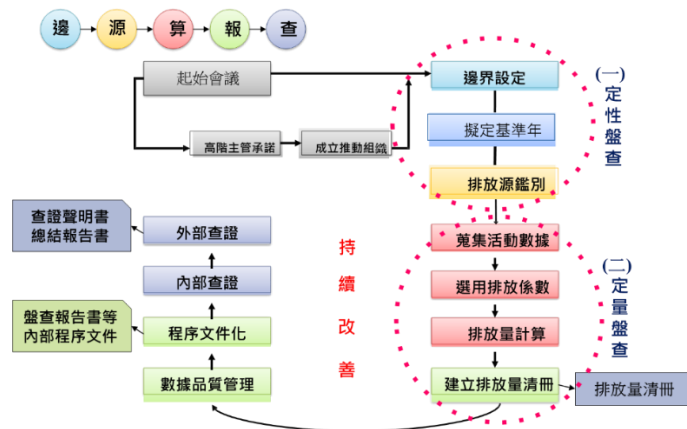 邊
源
算
報
查
起始會議
高階主管承諾
成立推動組織
邊界設定
擬定基準年
排放源鑑別
(一)定性盤查
蒐集活動數據
選用排放係數
排放量計算
建立排放量清冊
(二)定量盤查
排放量清冊
持續改善
數據品質管理
程序文件化
內部查證
外部查證
盤查報告書等
內部程序文件
查證聲明書
總結報告書